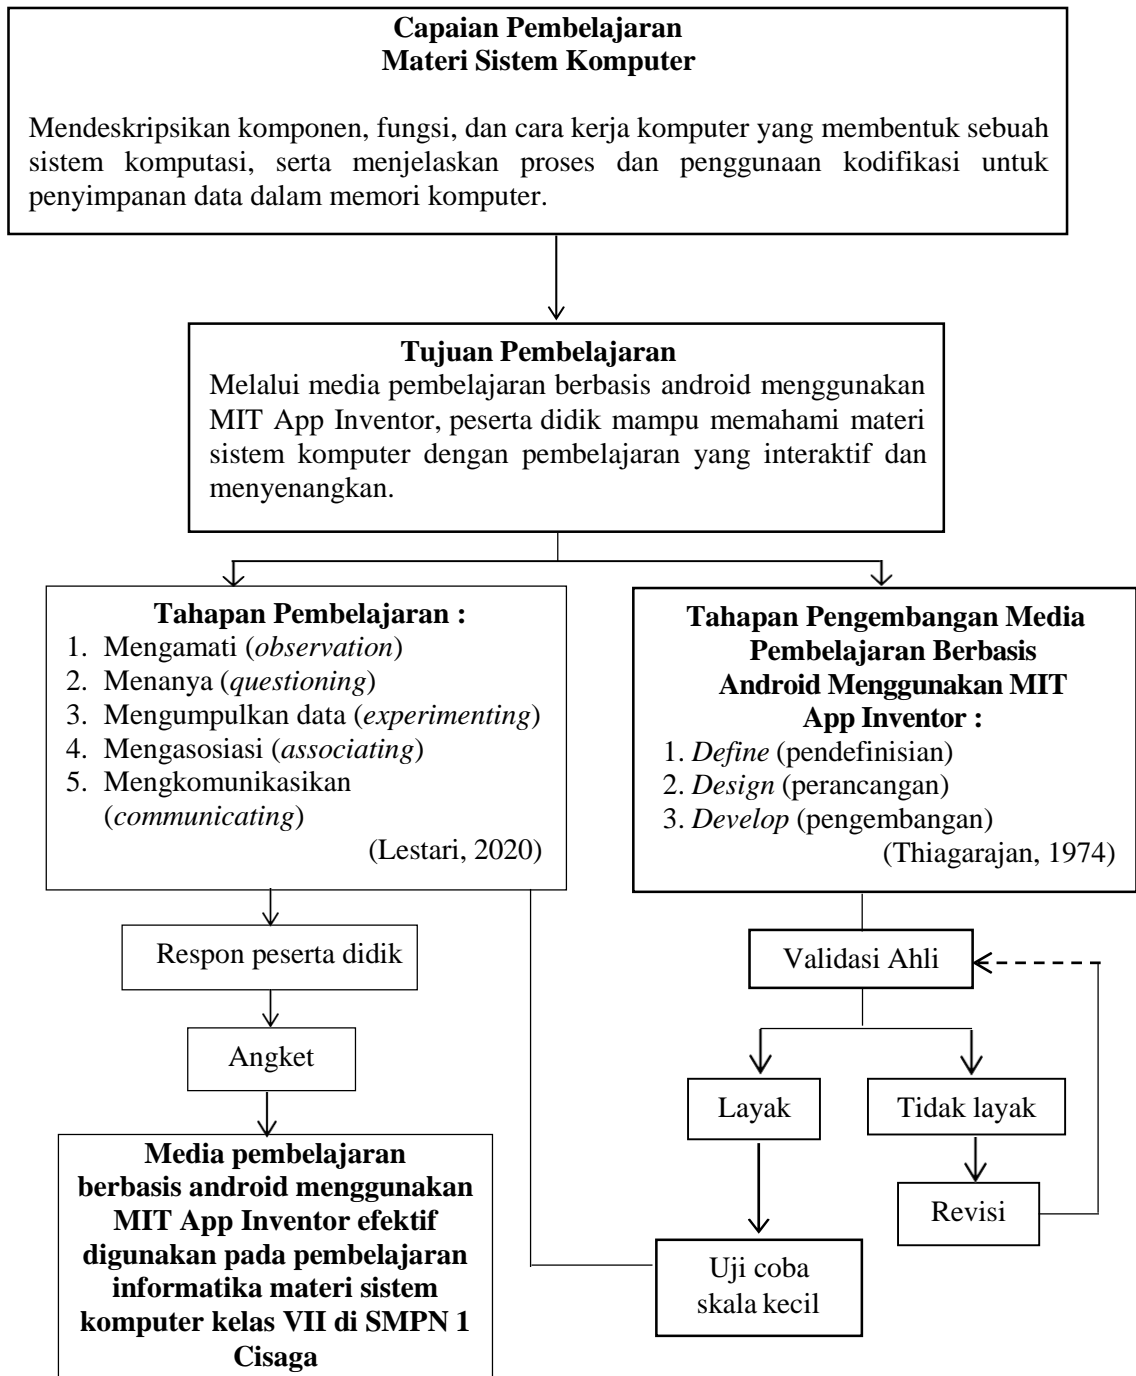 Capaian Pembelajaran
Materi Sistem Komputer
Mendeskripsikan komponen, fungsi, dan cara kerja komputer yang membentuk sebuah
sistem komputasi, serta menjelaskan proses dan penggunaan kodifikasi untuk
penyimpanan data dalam memori komputer.
Tujuan Pembelajaran
Melalui media pembelajaran berbasis android menggunakan
MIT App Inventor, peserta didik mampu memahami materi
sistem komputer dengan pembelajaran yang interaktif dan
menyenangkan.
Tahapan Pembelajaran :
1. Mengamati (observation)
2. Menanya (questioning)
3. Mengumpulkan data (experimenting)
4. Mengasosiasi (associating)
5. Mengkomunikasikan
(communicating)
(Lestari, 2020)
Tahapan Pengembangan Media
Pembelajaran Berbasis
Android Menggunakan MIT
App Inventor :
1. Define (pendefinisian)
2. Design (perancangan)
3. Develop (pengembangan)
(Thiagarajan, 1974)
Respon peserta didik
Angket
Media pembelajaran
berbasis android menggunakan
MIT App Inventor efektif
digunakan pada pembelajaran
informatika materi sistem
komputer kelas VII di SMPN 1
Cisaga
Validasi Ahli
Layak
Tidak layak
Revisi
Uji coba
skala kecil